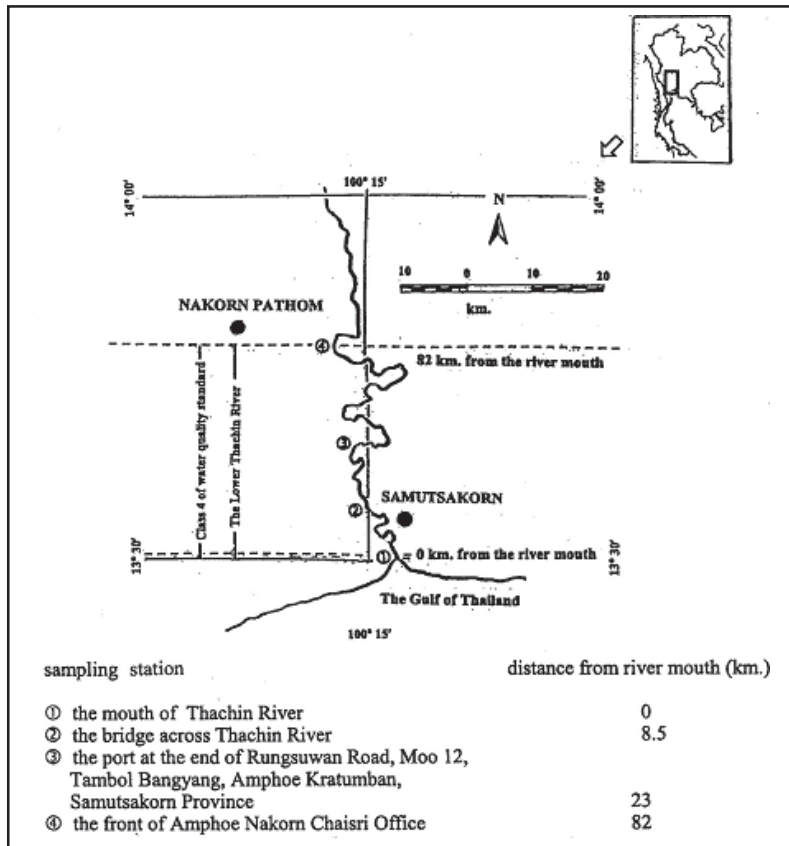 100° 15'
14° 00'
14° 00'
N
10 0 10 20
km.
NAKORN PATHOM
④
82 km. from the river mouth
Class 4 of water quality standard
The Lower Thachin River
③
SAMUTSAKORN
②
①
0 km. from the river mouth
13° 30'
13° 30'
The Gulf of Thailand
100° 15'
sampling station distance from river mouth (km.)
① the mouth of Thachin River 0
② the bridge across Thachin River 8.5
③ the port at the end of Rungsuwan Road, Moo 12,
Tambol Bangyang, Amphoe Kratumban,
Samutsakorn Province 23
④ the front of Amphoe Nakorn Chaisri Office 82